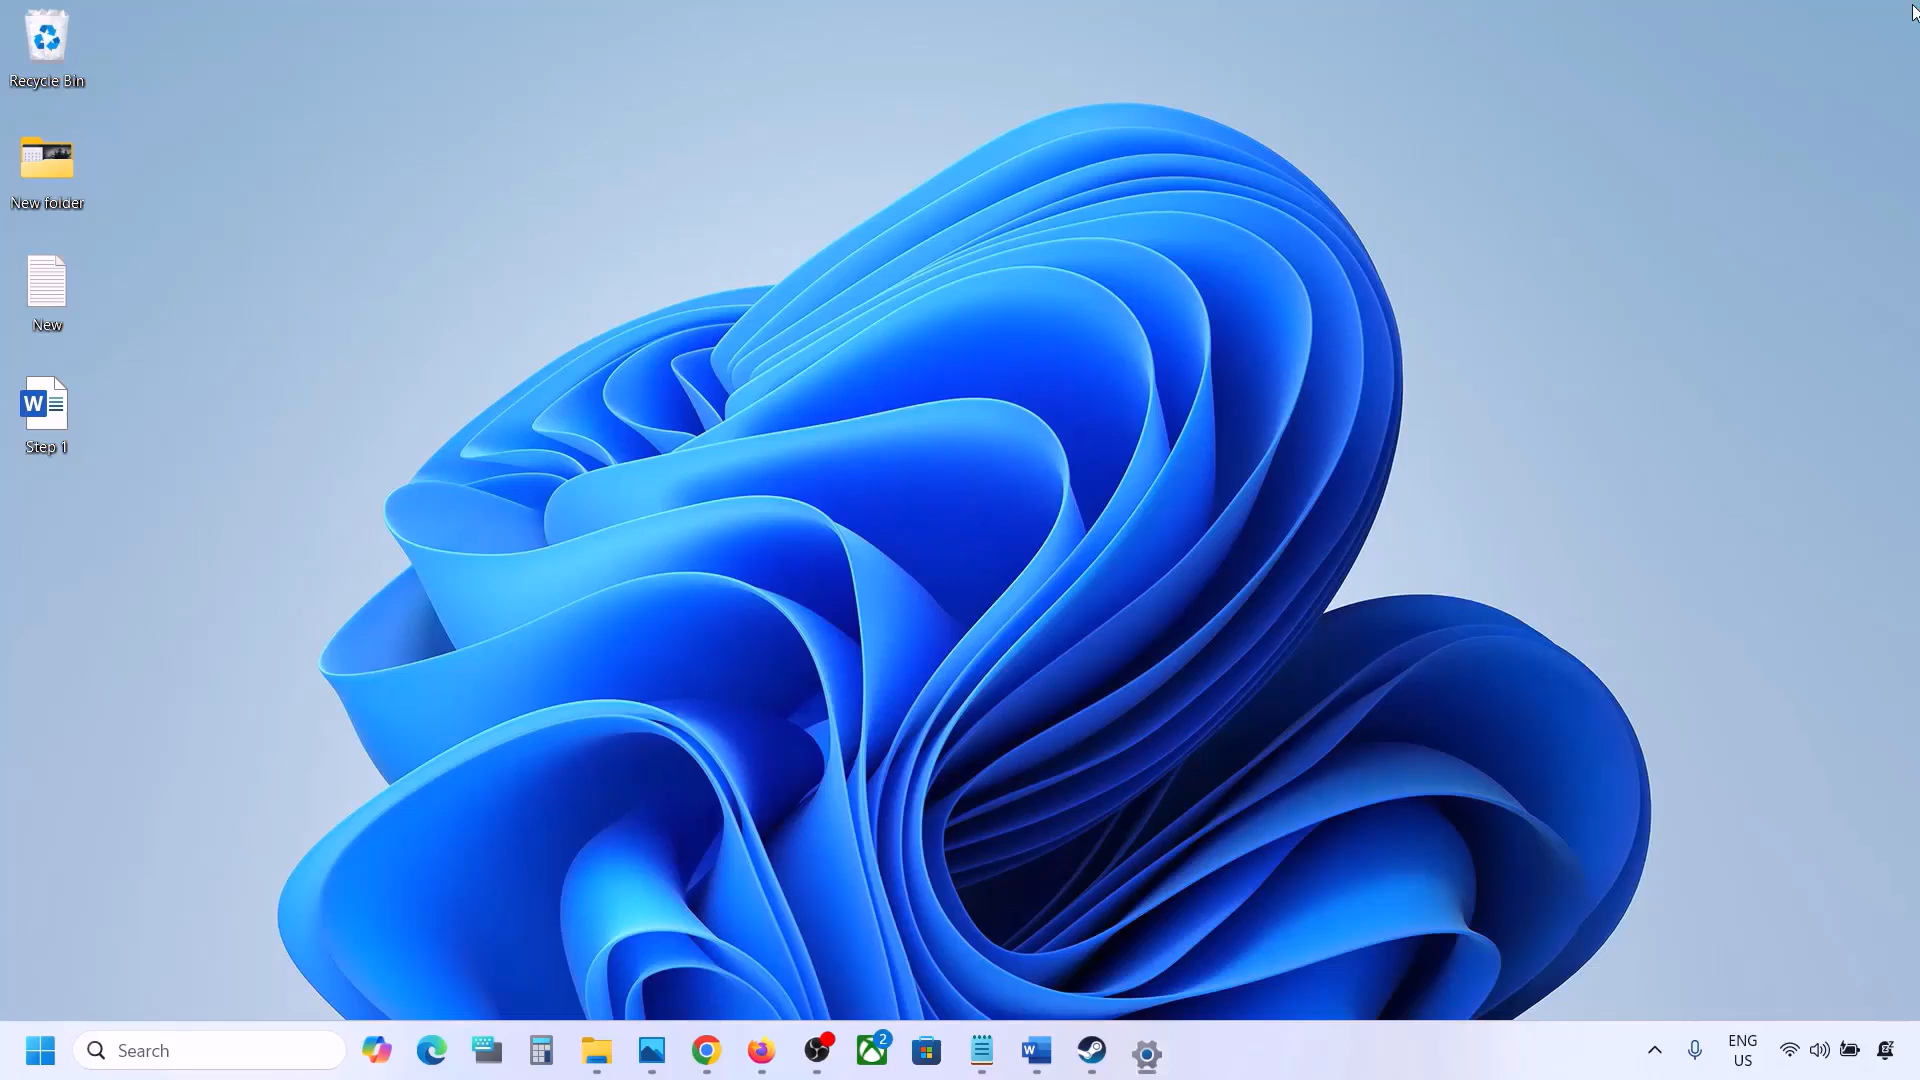 Recycle Bin
New folder
New
W
Step 1
Search
2
W
ENG
US